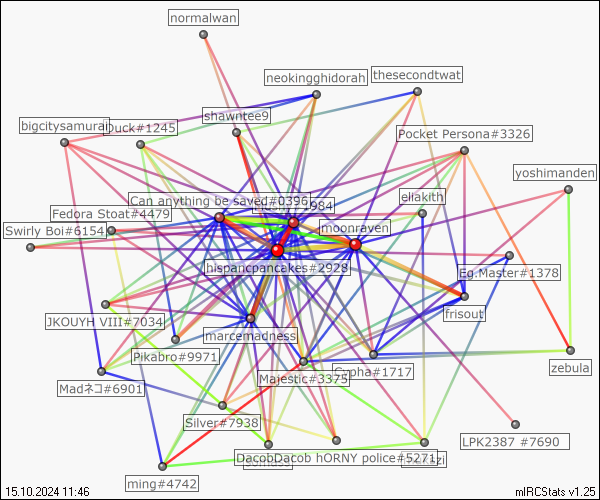 normalwan
neokingghidorah
thesecondtwat
shawntee9
bigcitysamurai
Duck#1245
Pocket Persona#3326
yoshimanden
Can anything be saved#0396
1984
eliakith
Fedora Stoat#4479
moonraven
Swirly Boi#6154
hispanicpancakes#2928
Eg.Master#1378
frisout
JKOUYH VIII#7034
marcemadness
Pikabro#9971
zebula
Majestic#3375
Cypha#1717
Madネコ#6901
Silver#7938
LPK2387 #7690
DacobDacob hORNY police#5271
ming#4742
15.10.2024 11:46
mIRCStats v1.25